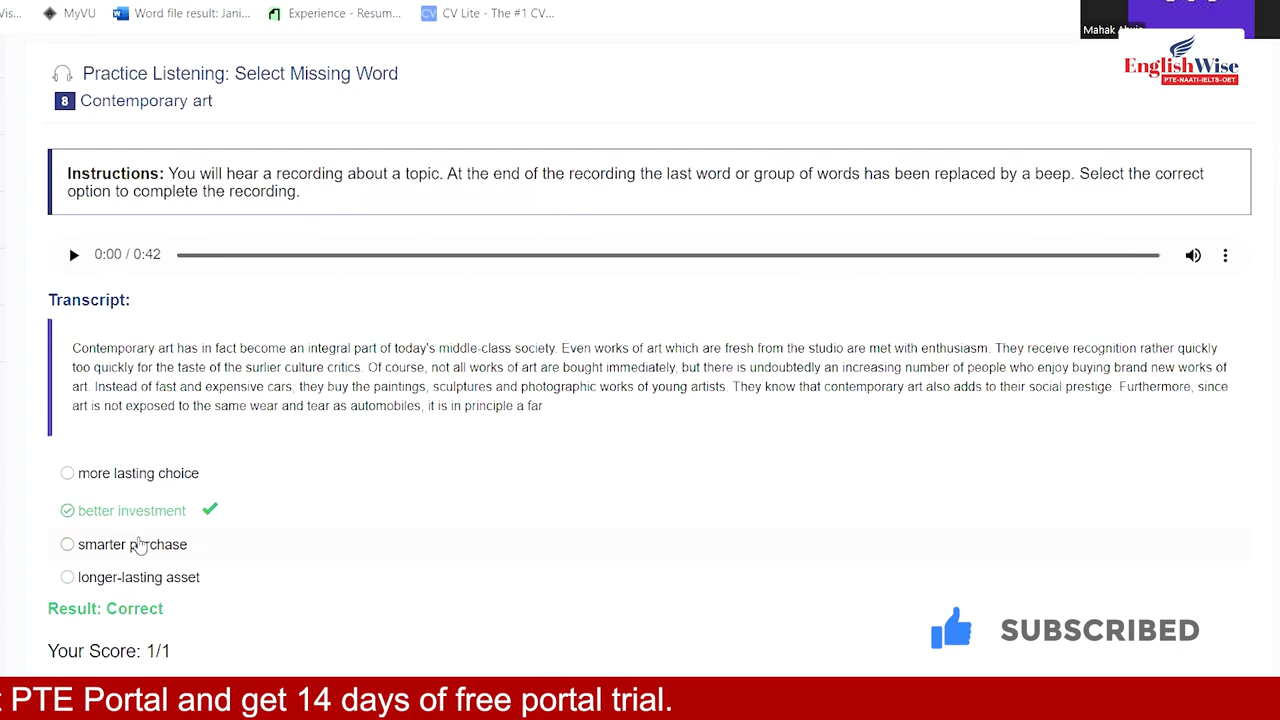 MyVU
Word file result: Jani...
Experience - Resum...
CV Lite - The #1 CV...
Mahak
EnglishWise
PTE-NAATI-IELTS-OET
Practice Listening: Select Missing Word
8 Contemporary art
Instructions: You will hear a recording about a topic. At the end of the recording the last word or group of words has been replaced by a beep. Select the correct
option to complete the recording.
0:00 / 0:42
Transcript:
Contemporary art has in fact become an integral part of today's middle-class society. Even works of art which are fresh from the studio are met with enthusiasm. They receive recognition rather quickly
too quickly for the taste of the surlier culture critics. Of course, not all works of art are bought immediately, but there is undoubtedly an increasing number of people who enjoy buying brand new works of
art. Instead of fast and expensive cars, they buy the paintings, sculptures and photographic works of young artists. They know that contemporary art also adds to their social prestige. Furthermore, since
art is not exposed to the same wear and tear as automobiles, it is in principle a far
more lasting choice
better investment
smarter purchase
longer-lasting asset
Result: Correct
Your Score: 1/1
SUBSCRIBED
PTE Portal and get 14 days of free portal trial.